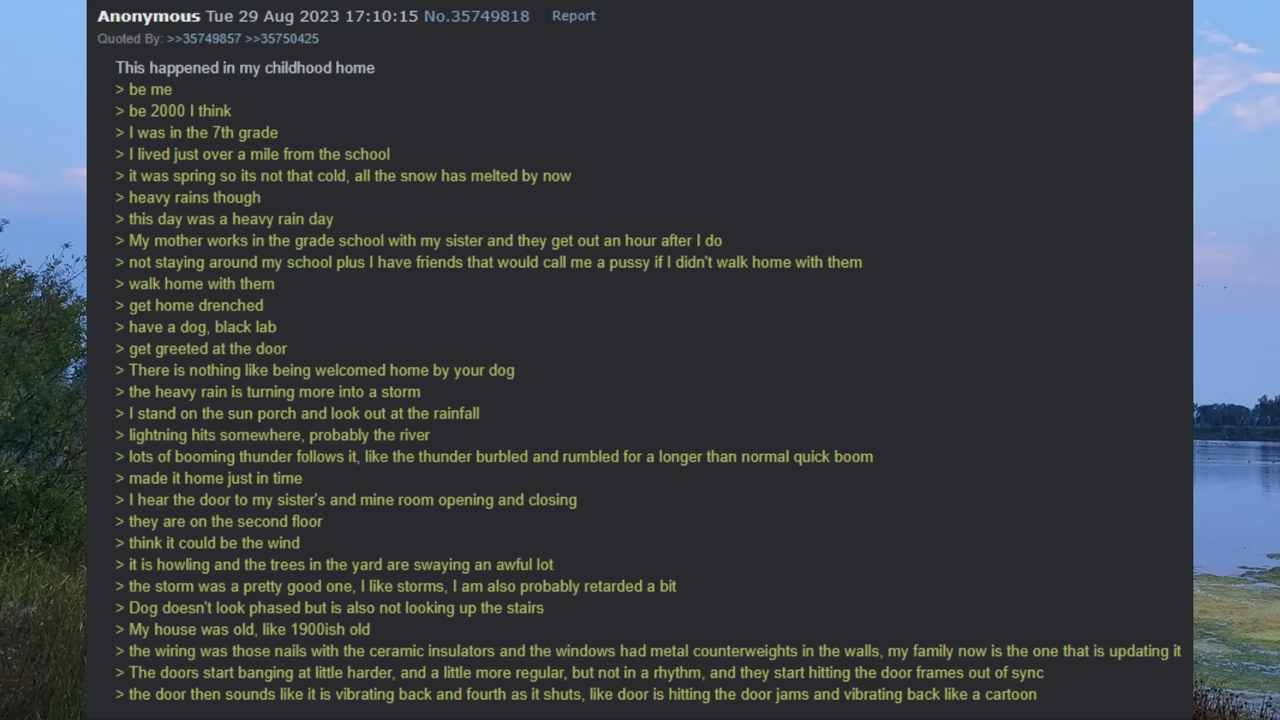 Anonymous Tue 29 Aug 2023 17:10:15 No.35749818 Report
Quoted By: >>35749857 >>35750425
This happened in my childhood home
> be me
> be 2000 I think
> I was in the 7th grade
> I lived just over a mile from the school
> it was spring so its not that cold, all the snow has melted by now
> heavy rains though
> this day was a heavy rain day
> My mother works in the grade school with my sister and they get out an hour after I do
> not staying around my school plus I have friends that would call me a pussy if I didn't walk home with them
> walk home with them
> get home drenched
> have a dog, black lab
> get greeted at the door
> There is nothing like being welcomed home by your dog
> the heavy rain is turning more into a storm
> I stand on the sun porch and look out at the rainfall
> lightning hits somewhere, probably the river
> lots of booming thunder follows it, like the thunder burbled and rumbled for a longer than normal quick boom
> made it home just in time
> I hear the door to my sister's and mine room opening and closing
> they are on the second floor
> think it could be the wind
> it is howling and the trees in the yard are swaying an awful lot
> the storm was a pretty good one, I like storms, I am also probably retarded a bit
> Dog doesn't look phased but is also not looking up the stairs
> My house was old, like 1900ish old
> the wiring was those nails with the ceramic insulators and the windows had metal counterweights in the walls, my family now is the one that is updating it
> The doors start banging at little harder, and a little more regular, but not in a rhythm, and they start hitting the door frames out of sync
> the door then sounds like it is vibrating back and fourth as it shuts, like door is hitting the door jams and vibrating back like a cartoon